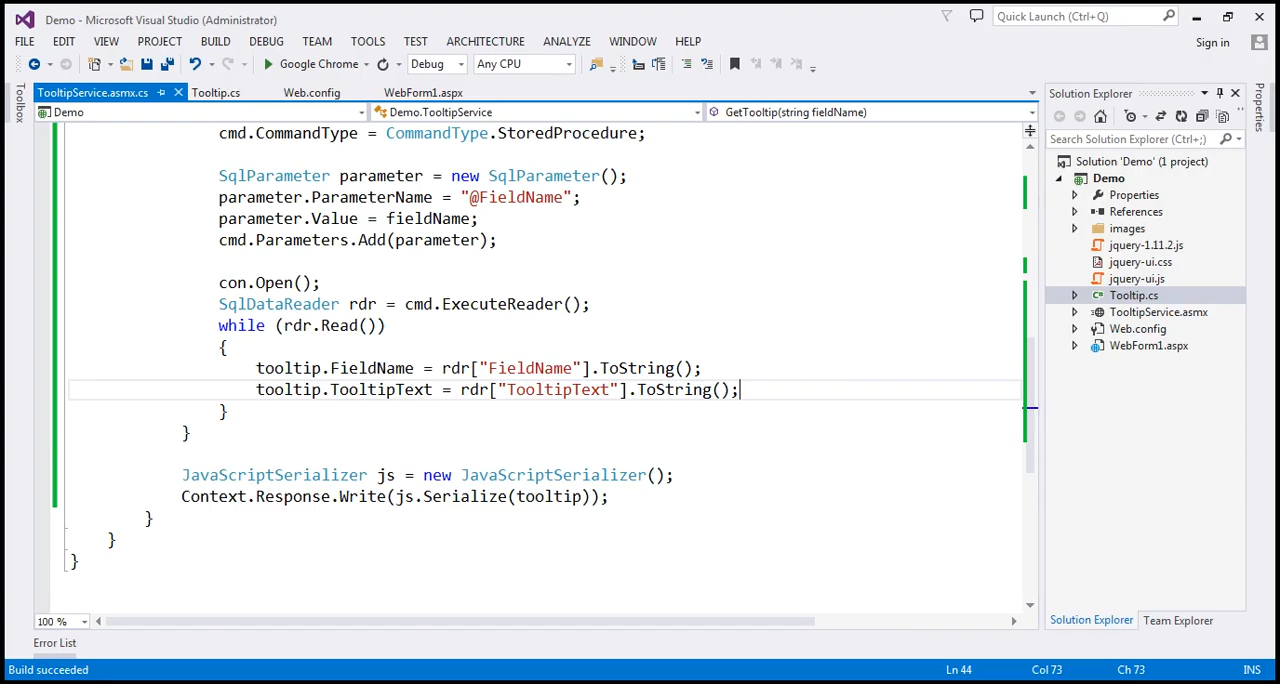 Demo - Microsoft Visual Studio (Administrator)
Quick Launch (Ctrl+Q)
FILE EDIT VIEW PROJECT BUILD DEBUG TEAM TOOLS TEST ARCHITECTURE ANALYZE WINDOW HELP
Sign in
Google Chrome Debug Any CPU
Toolbox
TooltipService.asmx.cs Tooltip.cs Web.config WebForm1.aspx
Demo Demo.TooltipService GetTooltip(string fieldName)
cmd.CommandType = CommandType.StoredProcedure;
SqlParameter parameter = new SqlParameter();
parameter.ParameterName = "@FieldName";
parameter.Value = fieldName;
cmd.Parameters.Add(parameter);
con.Open();
SqlDataReader rdr = cmd.ExecuteReader();
while (rdr.Read())
{
tooltip.FieldName = rdr["FieldName"].ToString();
tooltip.TooltipText = rdr["TooltipText"].ToString();
}
}
JavaScriptSerializer js = new JavaScriptSerializer();
Context.Response.Write(js.Serialize(tooltip));
}
}
}
100 %
Solution Explorer
Search Solution Explorer (Ctrl+;)
Solution 'Demo' (1 project)
Demo
Properties
References
images
jquery-1.11.2.js
jquery-ui.css
jquery-ui.js
Tooltip.cs
TooltipService.asmx
Web.config
WebForm1.aspx
Solution Explorer Team Explorer
Properties
Error List
Build succeeded Ln 44 Col 73 Ch 73 INS